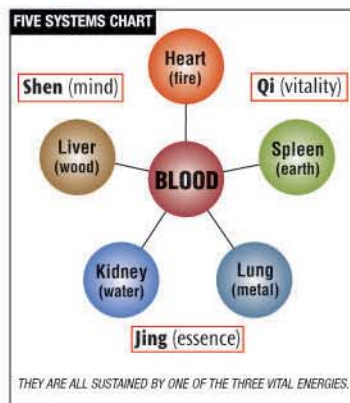 FIVE SYSTEMS CHART
Heart
(fire)
Shen (mind)
Qi (vitality)
Liver
(wood)
BLOOD
Spleen
(earth)
Kidney
(water)
Lung
(metal)
Jing (essence)
THEY ARE ALL SUSTAINED BY ONE OF THE THREE VITAL ENERGIES.